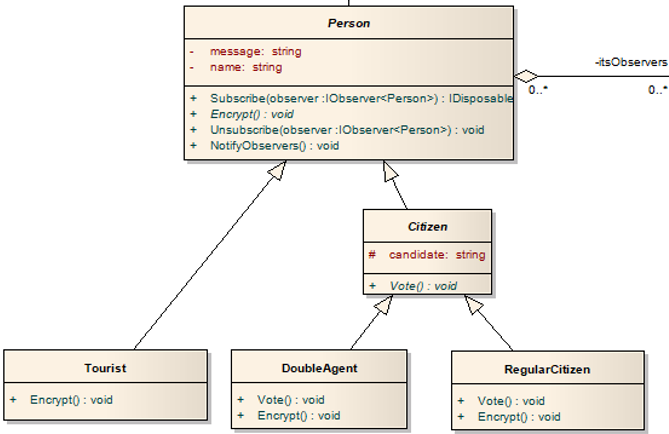 Person
- message: string
- name: string
-itsObservers
0..* 0..*
+ Subscribe(observer :IObserver<Person>) : IDisposable
+ Encrypt() : void
+ Unsubscribe(observer :IObserver<Person>) : void
+ NotifyObservers() : void
Citizen
# candidate: string
+ Vote() : void
Tourist
+ Encrypt() : void
DoubleAgent
+ Vote() : void
+ Encrypt() : void
RegularCitizen
+ Vote() : void
+ Encrypt() : void